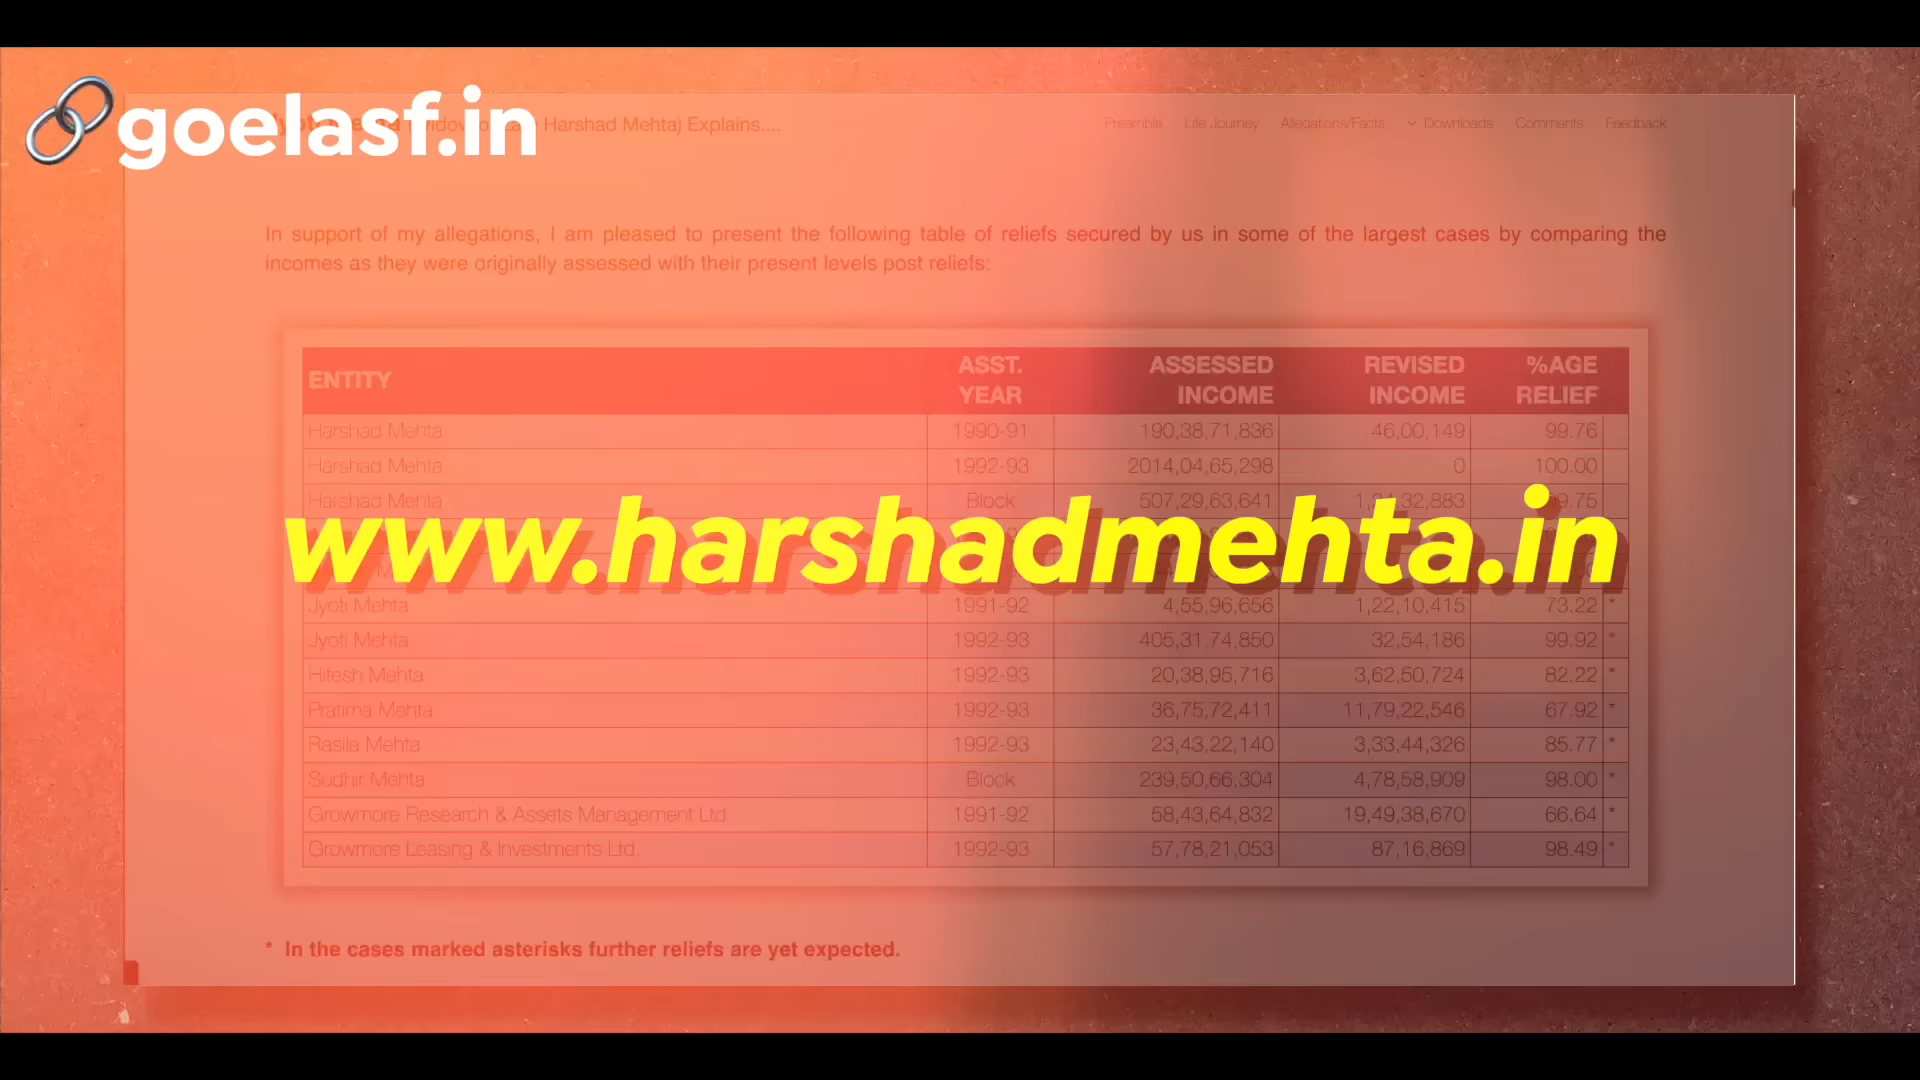 goelasf.in
Harshad Mehta) Explains....
Preamble Life Journey Allegations/Facts Downloads Comments Feedback
In support of my allegations, I am pleased to present the following table of reliefs secured by us in some of the largest cases by comparing the
incomes as they were originally assessed with their present levels post reliefs:
ENTITY ASST. YEAR ASSESSED INCOME REVISED INCOME %AGE RELIEF
Harshad Mehta 1990-91 190,38,71,836 46,00,149 99.76
Harshad Mehta 1992-93 2014,04,65,298 0 100.00
Harshad Mehta Block 507,29,63,641
www.harshadmehta.in
Jyoti Mehta 1991-92 4,55,96,656 1,22,10,415 73.22 *
Jyoti Mehta 1992-93 405,31,74,850 32,54,186 99.92 *
Hitesh Mehta 1992-93 20,38,95,716 3,62,50,724 82.22 *
Pratima Mehta 1992-93 36,75,72,411 11,79,22,546 67.92 *
Rasila Mehta 1992-93 23,43,22,140 3,33,44,326 85.77 *
Sudhir Mehta Block 239,50,66,304 4,78,58,909 98.00 *
Growmore Research & Assets Management Ltd. 1991-92 58,43,64,832 19,49,38,670 66.64 *
Growmore Leasing & Investments Ltd. 1992-93 57,78,21,053 87,16,869 98.49 *
* In the cases marked asterisks further reliefs are yet expected.